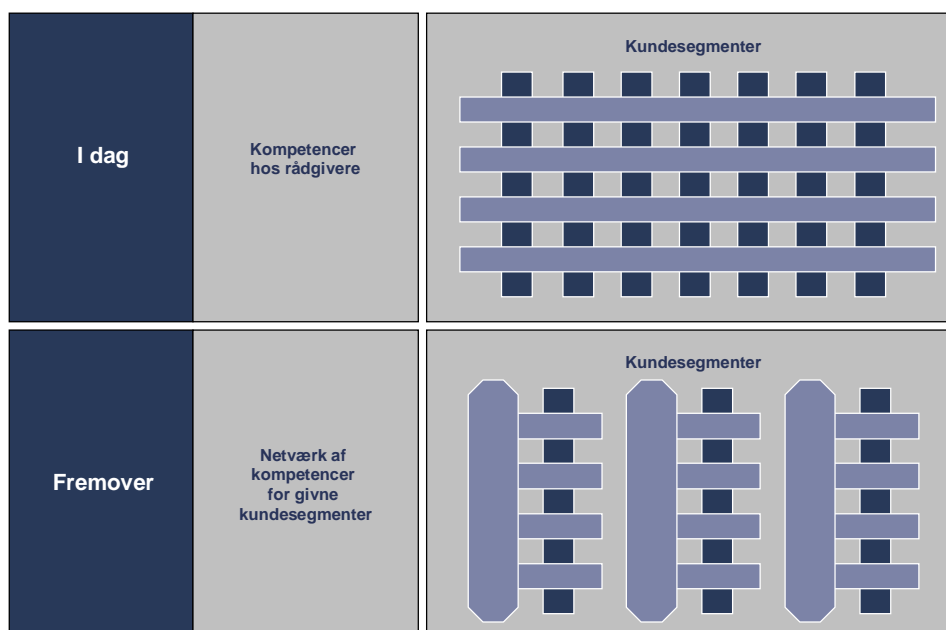 I dag
Kompetencer
hos rådgivere
Kundesegmenter
Fremover
Netværk af
kompetencer
for givne
kundesegmenter
Kundesegmenter